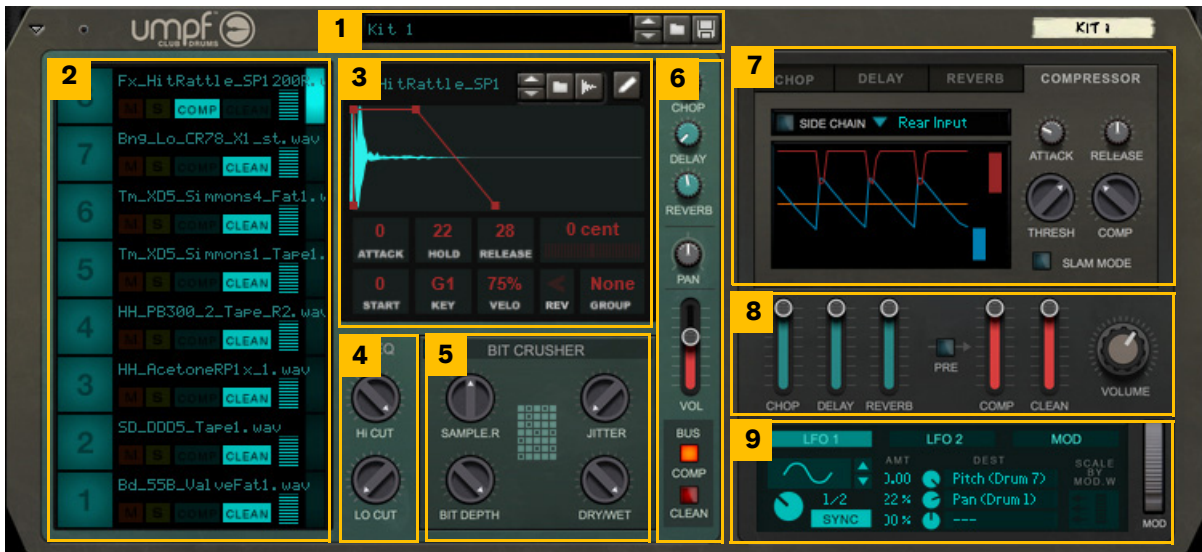 umpf
CLUB DRUMS
1
Kit 1
KIT 1
2
Fx_HitRattle_SP1200R.w
M S COMP CLEAN
7
Bng_Lo_CR78_X1_st.wav
M S COMP CLEAN
6
Tm_XD5_Simmons4_Fat1.w
M S COMP CLEAN
5
Tm_XD5_Simmons1_Tape1.
M S COMP CLEAN
4
HH_PB300_2_Tape_R2.wav
M S COMP CLEAN
3
HH_AcetoneRP1x_1.wav
M S COMP CLEAN
2
SD_DDD5_Tape1.wav
M S COMP CLEAN
1
Bd_55B_ValveFat1.wav
M S COMP CLEAN
3
HitRattle_SP1
0 22 28 0 cent
ATTACK HOLD RELEASE
0 G1 75% < None
START KEY VELO REV GROUP
4
EQ
Hi CUT
LO CUT
5
BIT CRUSHER
SAMPLE.R JITTER
BIT DEPTH DRY/WET
6
CHOP
DELAY
REVERB
PAN
VOL
BUS
COMP
CLEAN
7
CHOP DELAY REVERB COMPRESSOR
SIDE CHAIN Rear Input
ATTACK RELEASE
THRESH COMP
SLAM MODE
8
PRE
CHOP DELAY REVERB COMP CLEAN VOLUME
9
LFO 1 LFO 2 MOD
AMT DEST SCALE BY MOD.W
0.00 Pitch (Drum 7)
1/2 22 % Pan (Drum 1)
SYNC 00 % ---
MOD